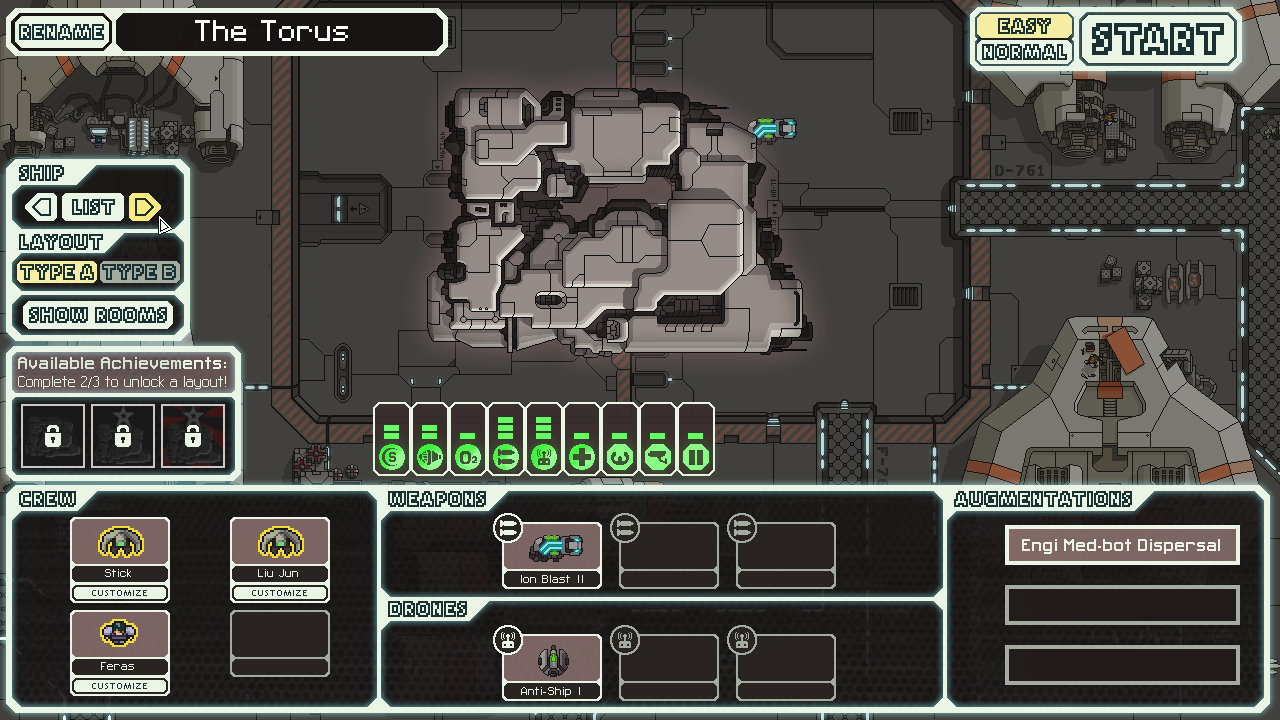 RENAME
The Torus
EASY
NORMAL
START
SHIP
LIST
LAYOUT
TYPE A
TYPE B
SHOW ROOMS
Available Achievements:
Complete 2/3 to unlock a layout!
D-761
S
O2
CREW
Stick
CUSTOMIZE
Liu Jun
CUSTOMIZE
Feras
CUSTOMIZE
WEAPONS
Ion Blast II
DRONES
Anti-Ship I
AUGMENTATIONS
Engi Med-bot Dispersal